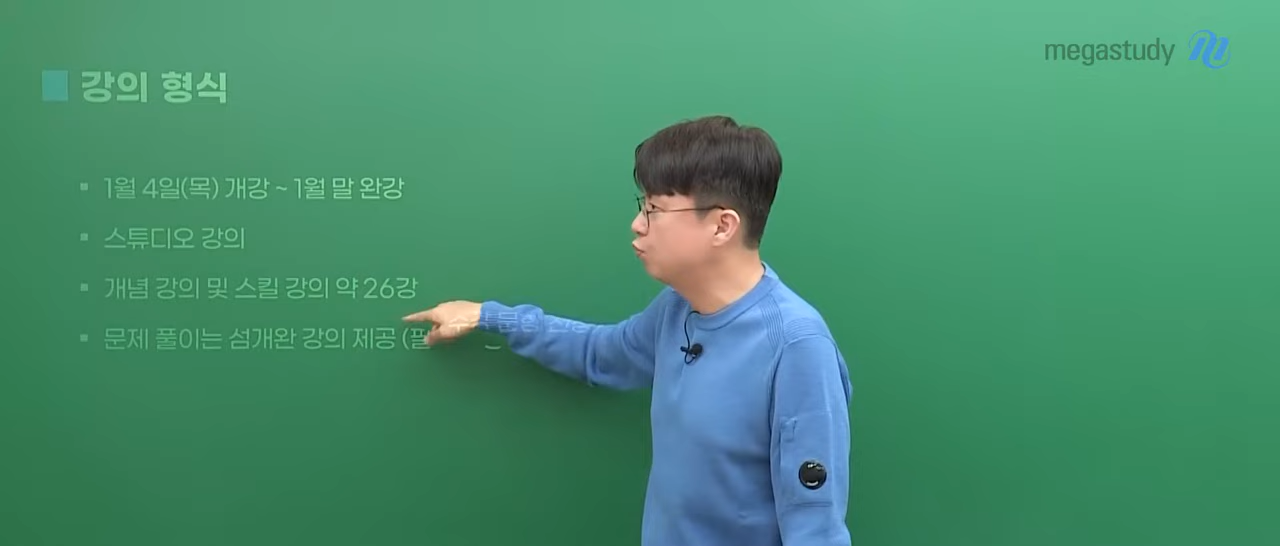 megastudy
강의 형식
1월 4일(목) 개강 ~ 1월 말 완강
스튜디오 강의
개념 강의 및 스킬 강의 약 26강
문제 풀이는 섬개완 강의 제공 (필